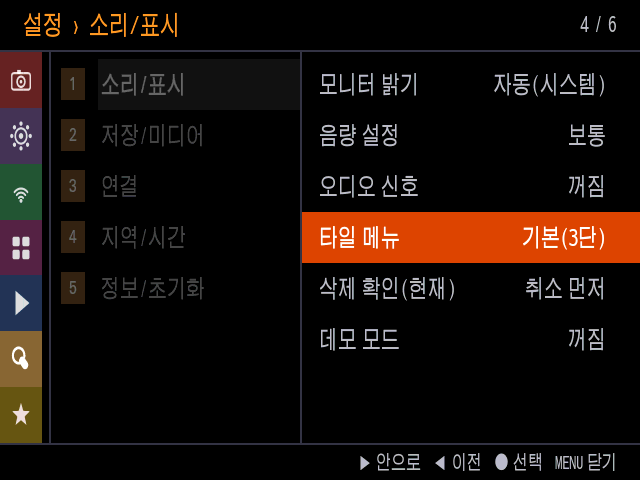 설정 › 소리/표시 4 / 6
1 소리/표시
2 저장/미디어
3 연결
4 지역/시간
5 정보/초기화
모니터 밝기 자동(시스템)
음량 설정 보통
오디오 신호 꺼짐
타일 메뉴 기본(3단)
삭제 확인(현재) 취소 먼저
데모 모드 꺼짐
안으로 이전 선택 MENU 닫기